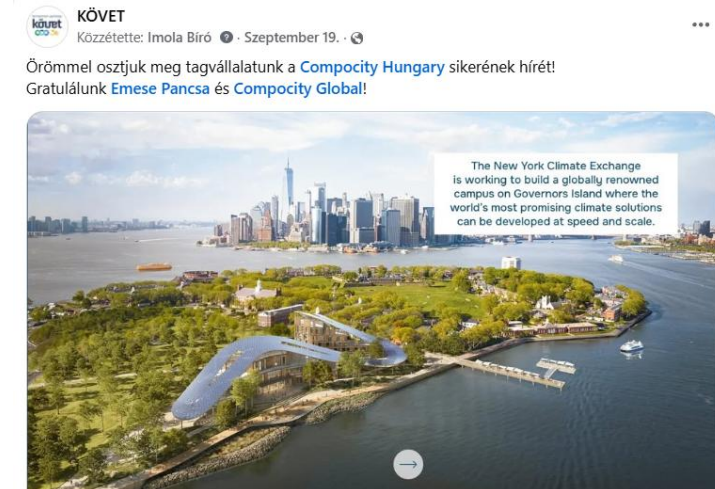 követ
KÖVET
Közzétette: Imola Bíró · Szeptember 19. ·
Örömmel osztjuk meg tagvállalatunk a Compocity Hungary sikerének hírét!
Gratulálunk Emese Pancsa és Compocity Global!
The New York Climate Exchange
is working to build a globally renowned
campus on Governors Island where the
world's most promising climate solutions
can be developed at speed and scale.